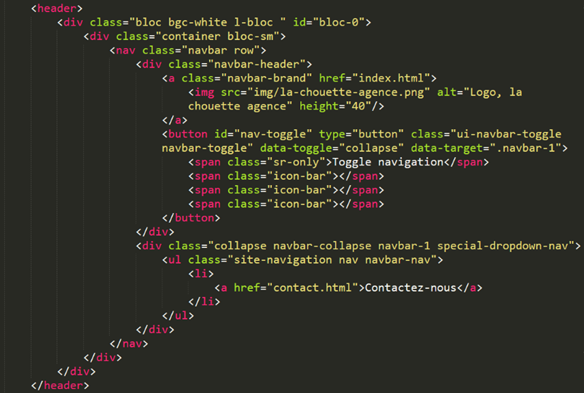 <header>
<div class="bloc bgc-white l-bloc " id="bloc-0">
<div class="container bloc-sm">
<nav class="navbar row">
<div class="navbar-header">
<a class="navbar-brand" href="index.html">
<img src="img/la-chouette-agence.png" alt="Logo, la
chouette agence" height="40"/>
</a>
<button id="nav-toggle" type="button" class="ui-navbar-toggle
navbar-toggle" data-toggle="collapse" data-target=".navbar-1">
<span class="sr-only">Toggle navigation</span>
<span class="icon-bar"></span>
<span class="icon-bar"></span>
<span class="icon-bar"></span>
</button>
</div>
<div class="collapse navbar-collapse navbar-1 special-dropdown-nav">
<ul class="site-navigation nav navbar-nav">
<li>
<a href="contact.html">Contactez-nous</a>
</li>
</ul>
</div>
</nav>
</div>
</div>
</header>